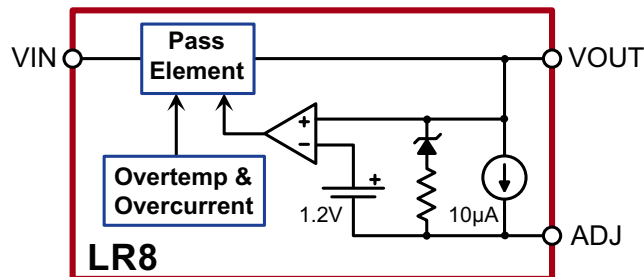 Pass
Element
VIN
VOUT
+
−
Overtemp &
Overcurrent
+
1.2V
10µA
ADJ
LR8